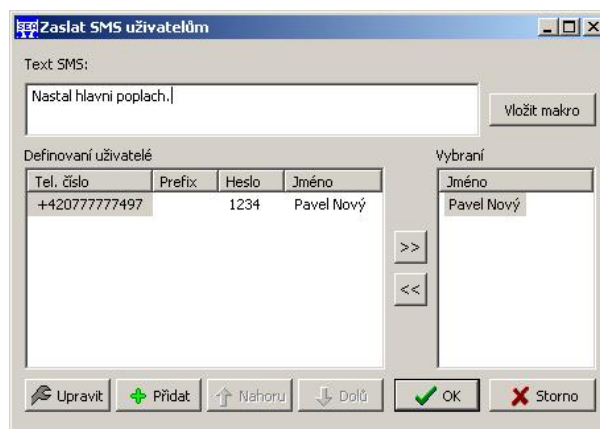 SEA Zaslat SMS uživatelům
Text SMS:
Nastal hlavni poplach.
Vložit makro
Definovaní uživatelé
Vybraní
Tel. číslo Prefix Heslo Jméno
Jméno
+420777777497 1234 Pavel Nový
Pavel Nový
>>
<<
Upravit Přidat Nahoru Dolů OK Storno